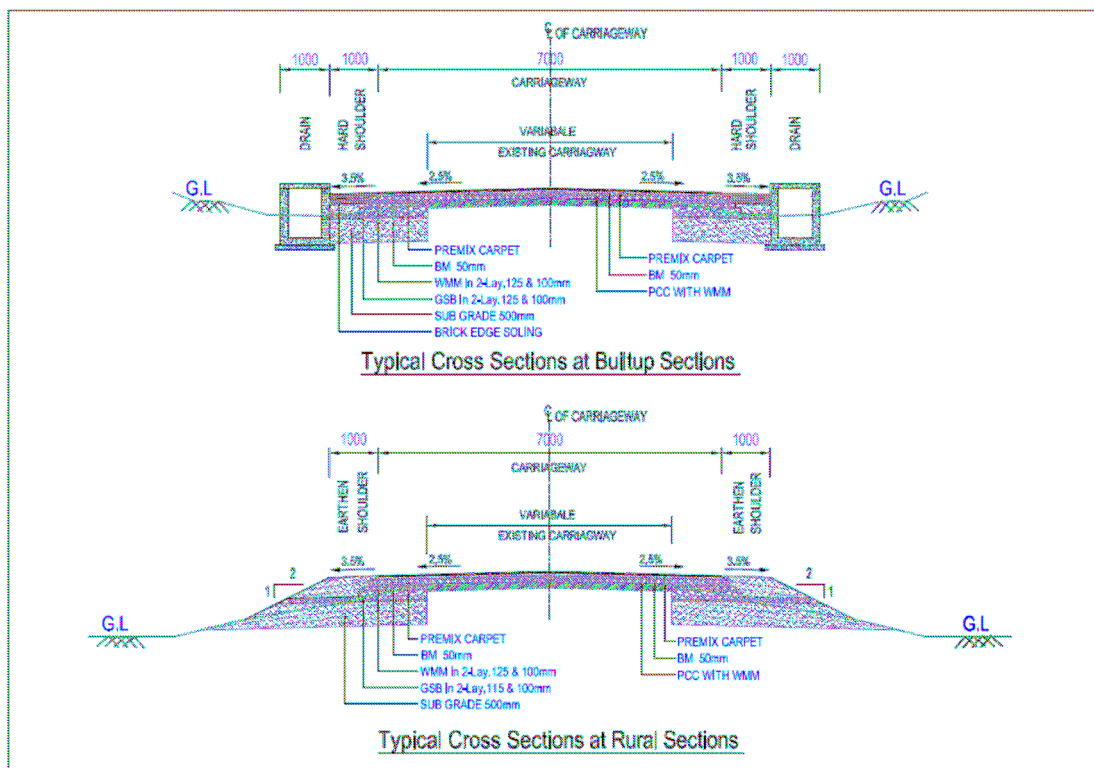 ℄ OF CARRIAGEWAY
1000 1000 7000 1000 1000
CARRIAGEWAY
DRAIN
HARD
SHOULDER
HARD
SHOULDER
DRAIN
VARIABALE
EXISTING CARRIAGWAY
3.5% 2.5% 2.5% 3.5%
G.L G.L
PREMIX CARPET
BM 50mm
WMM In 2-Lay,125 & 100mm
GSB In 2-Lay,125 & 100mm
SUB GRADE 500mm
BRICK EDGE SOLING
PREMIX CARPET
BM 50mm
PCC WITH WMM
Typical Cross Sections at Builtup Sections
℄ OF CARRIAGEWAY
1000 7000 1000
CARRIAGEWAY
EARTHEN
SHOULDER
EARTHEN
SHOULDER
VARIABALE
EXISTING CARRIAGWAY
3.5% 2.5% 2.5% 3.5%
2 2
1 1
G.L G.L
PREMIX CARPET
BM 50mm
WMM In 2-Lay,125 & 100mm
GSB In 2-Lay,115 & 100mm
SUB GRADE 500mm
PREMIX CARPET
BM 50mm
PCC WITH WMM
Typical Cross Sections at Rural Sections